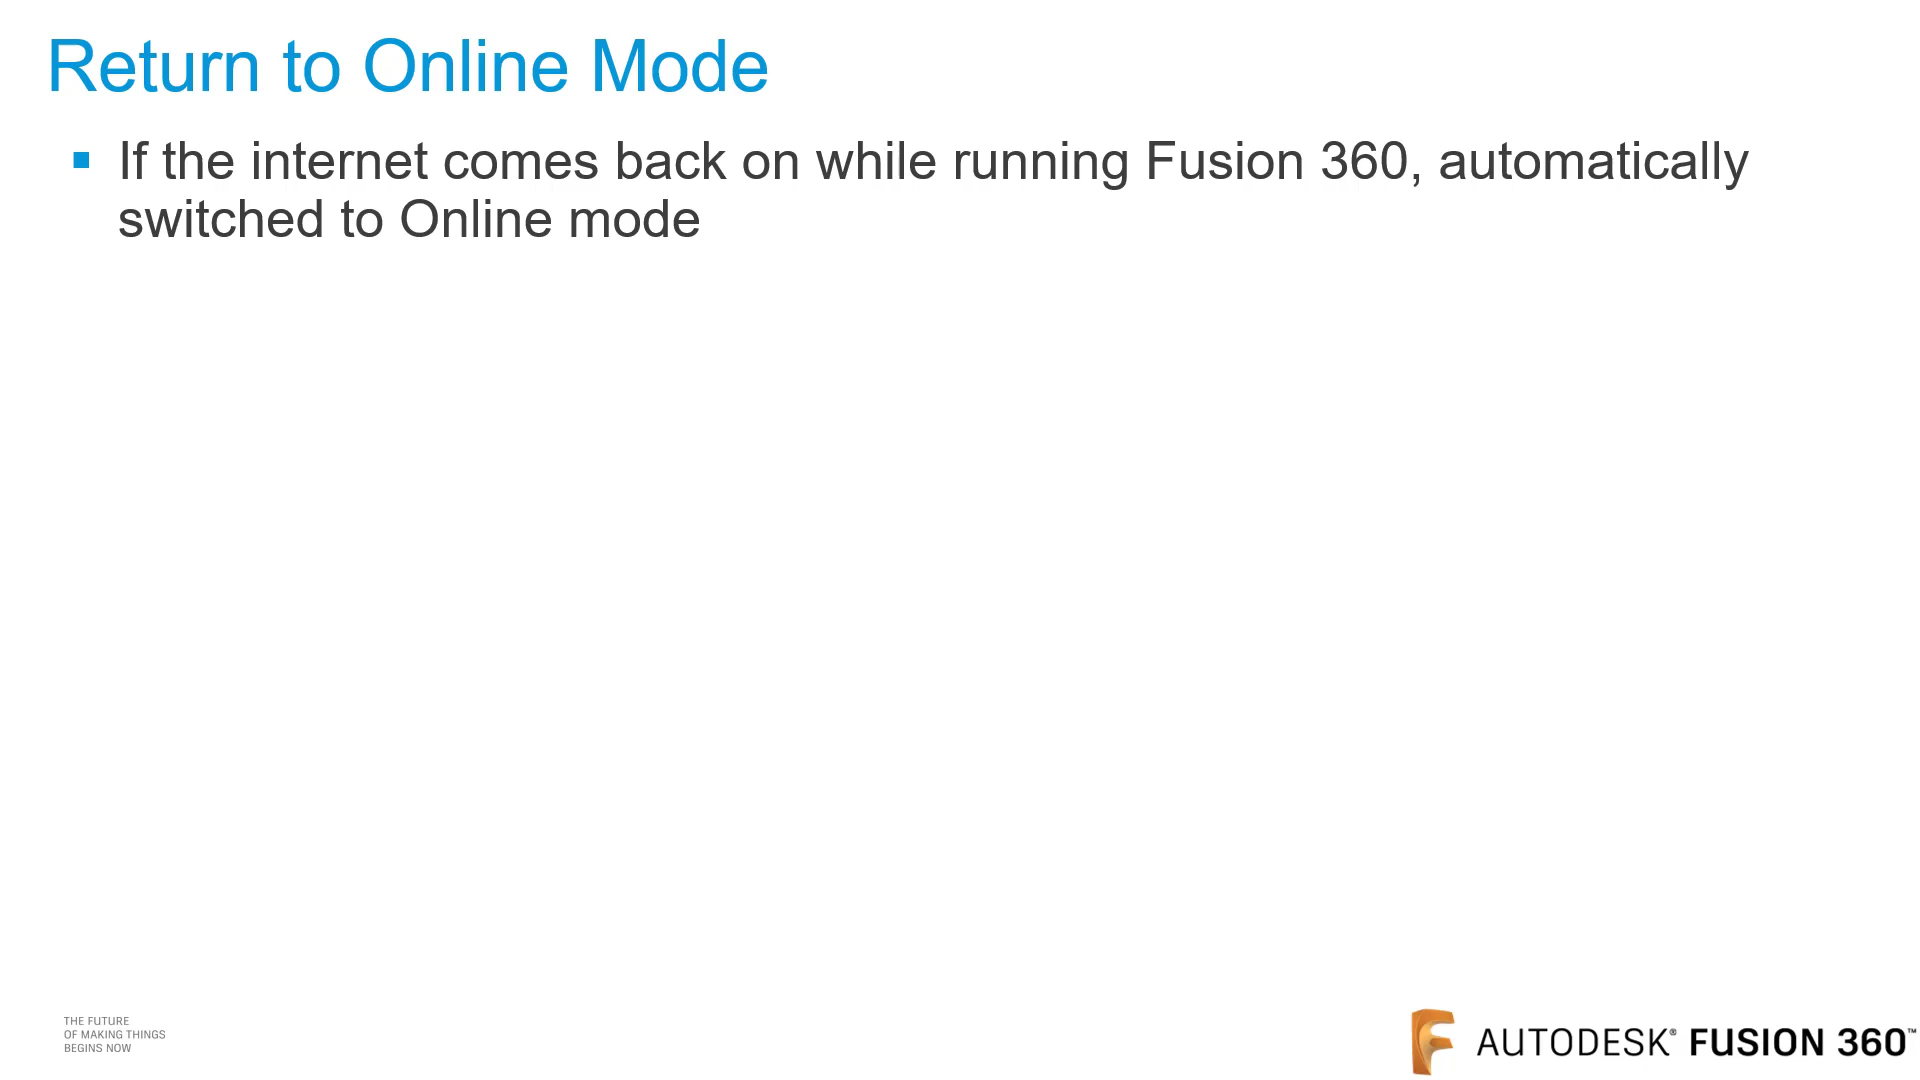 Return to Online Mode
▪ If the internet comes back on while running Fusion 360, automatically
switched to Online mode
THE FUTURE
OF MAKING THINGS
BEGINS NOW
AUTODESK® FUSION 360™